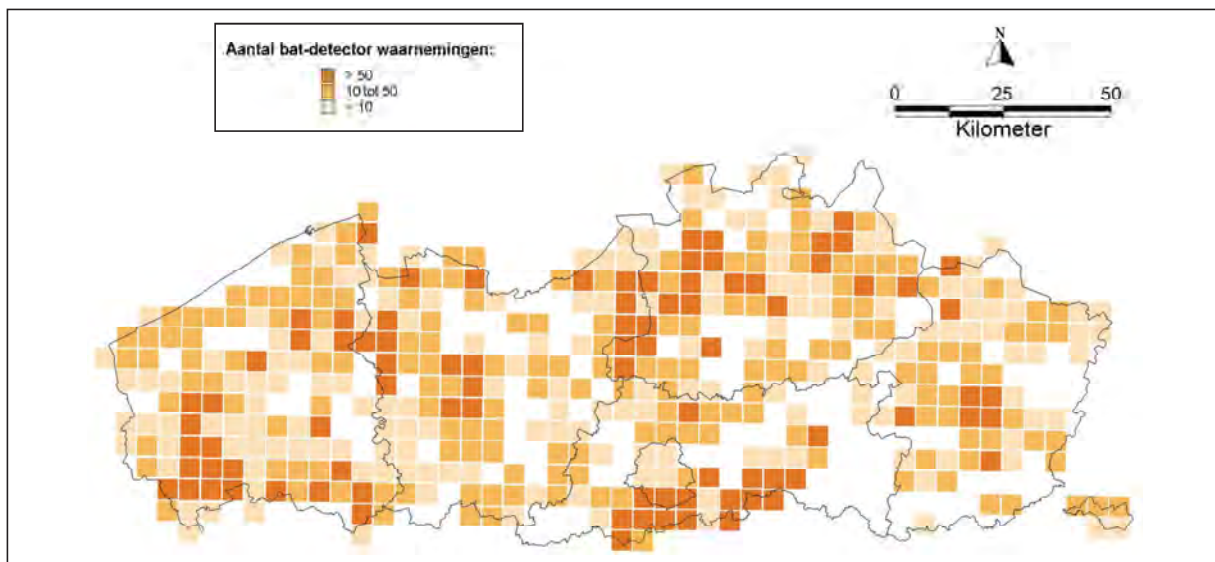 Aantal bat-detector waarnemingen:
> 50
10 tot 50
< 10
N
0 25 50
Kilometer